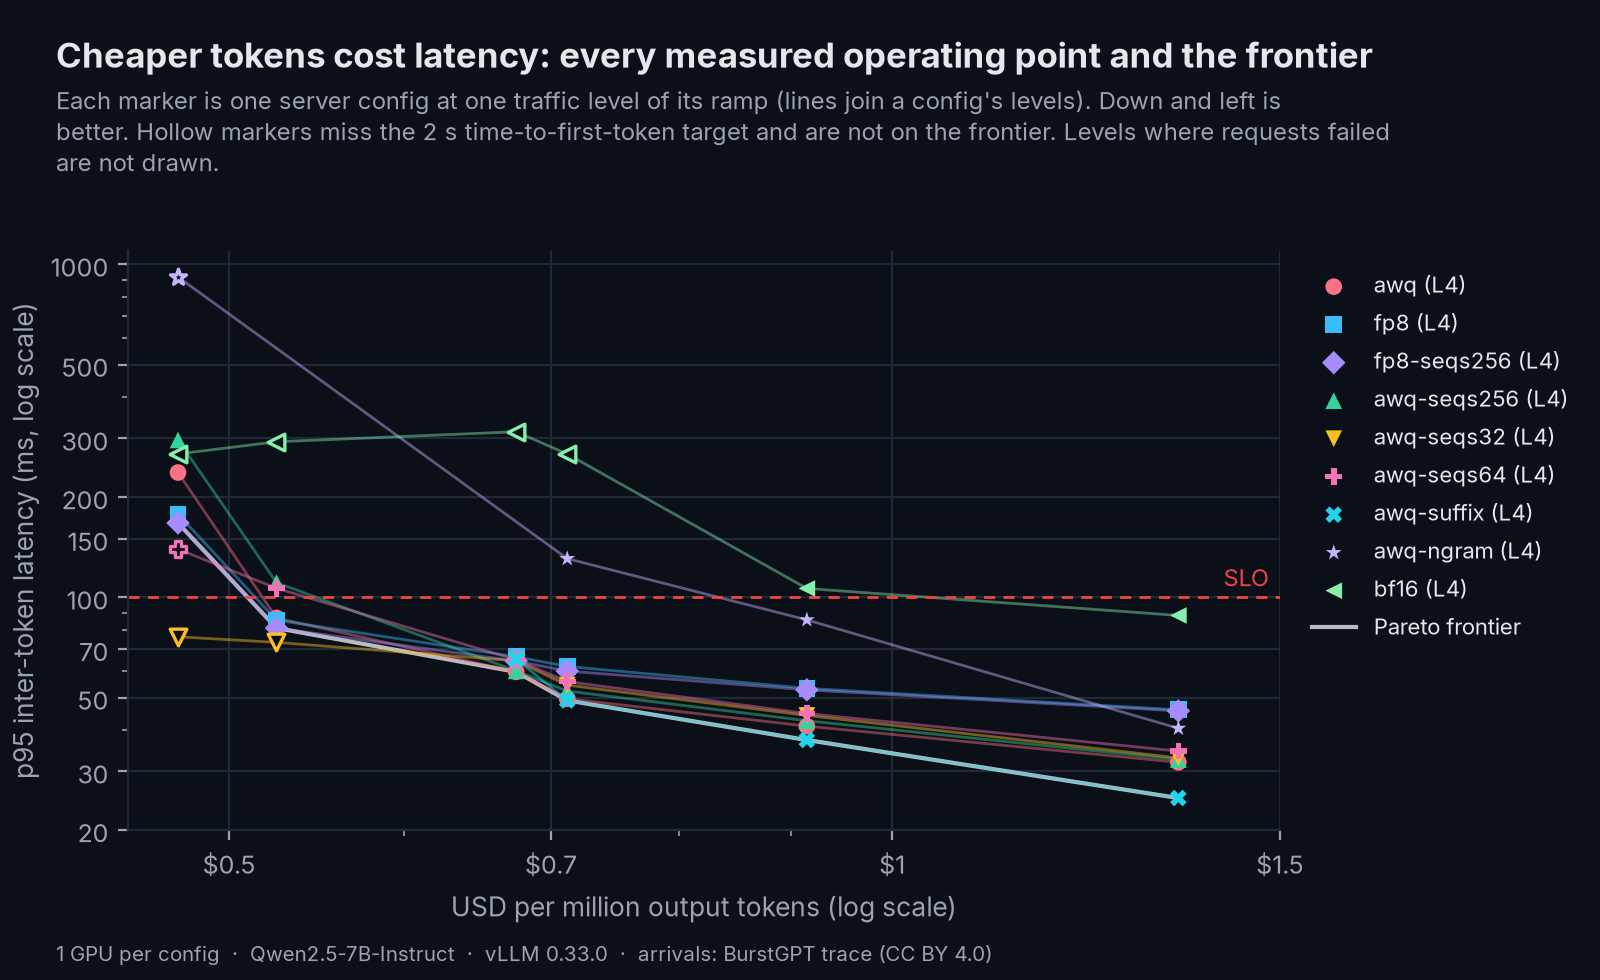 Cheaper tokens cost latency: every measured operating point and the frontier
Each marker is one server config at one traffic level of its ramp (lines join a config's levels). Down and left is
better. Hollow markers miss the 2 s time-to-first-token target and are not on the frontier. Levels where requests failed
are not drawn.
p95 inter-token latency (ms, log scale)
1000
500
300
200
150
100
70
50
30
20
SLO
awq (L4)
fp8 (L4)
fp8-seqs256 (L4)
awq-seqs256 (L4)
awq-seqs32 (L4)
awq-seqs64 (L4)
awq-suffix (L4)
awq-ngram (L4)
bf16 (L4)
Pareto frontier
$0.5
$0.7
$1
$1.5
USD per million output tokens (log scale)
1 GPU per config · Qwen2.5-7B-Instruct · vLLM 0.33.0 · arrivals: BurstGPT trace (CC BY 4.0)